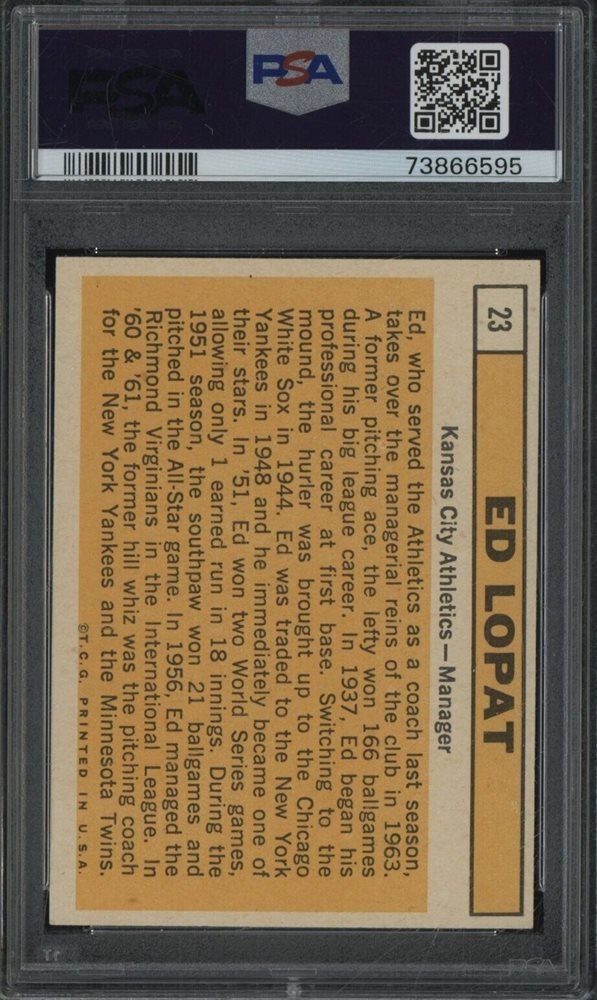 PSA
PSA
73866595
23
ED LOPAT
Kansas City Athletics — Manager
Ed, who served the Athletics as a coach last season,
takes over the managerial reins of the club in 1963.
A former pitching ace, the lefty won 166 ballgames
during his big league career. In 1937, Ed began his
professional career at first base. Switching to the
mound, the hurler was brought up to the Chicago
White Sox in 1944. Ed was traded to the New York
Yankees in 1948 and he immediately became one of
their stars. In '51, Ed won two World Series games,
allowing only 1 earned run in 18 innings. During the
1951 season, the southpaw won 21 ballgames and
pitched in the All-Star game. In 1956, Ed managed the
Richmond Virginians in the International League. In
'60 & '61, the former hill whiz was the pitching coach
for the New York Yankees and the Minnesota Twins.
©T.C.G. PRINTED IN U.S.A.
PSA